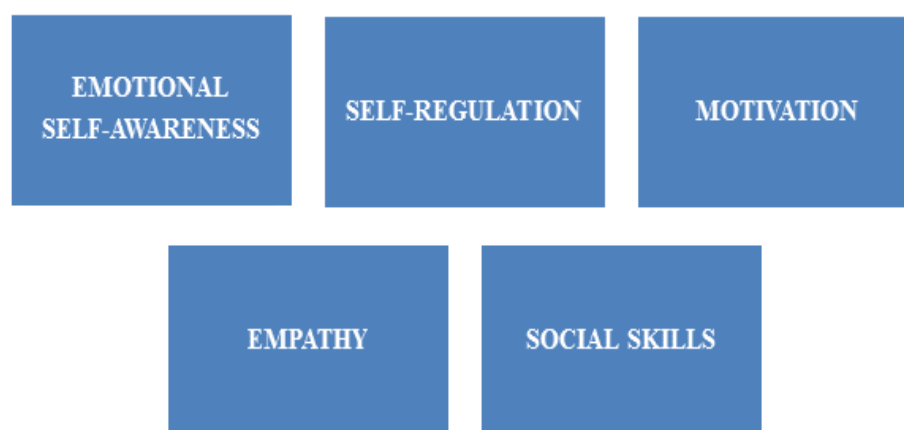 EMOTIONAL
SELF-AWARENESS
SELF-REGULATION
MOTIVATION
EMPATHY
SOCIAL SKILLS